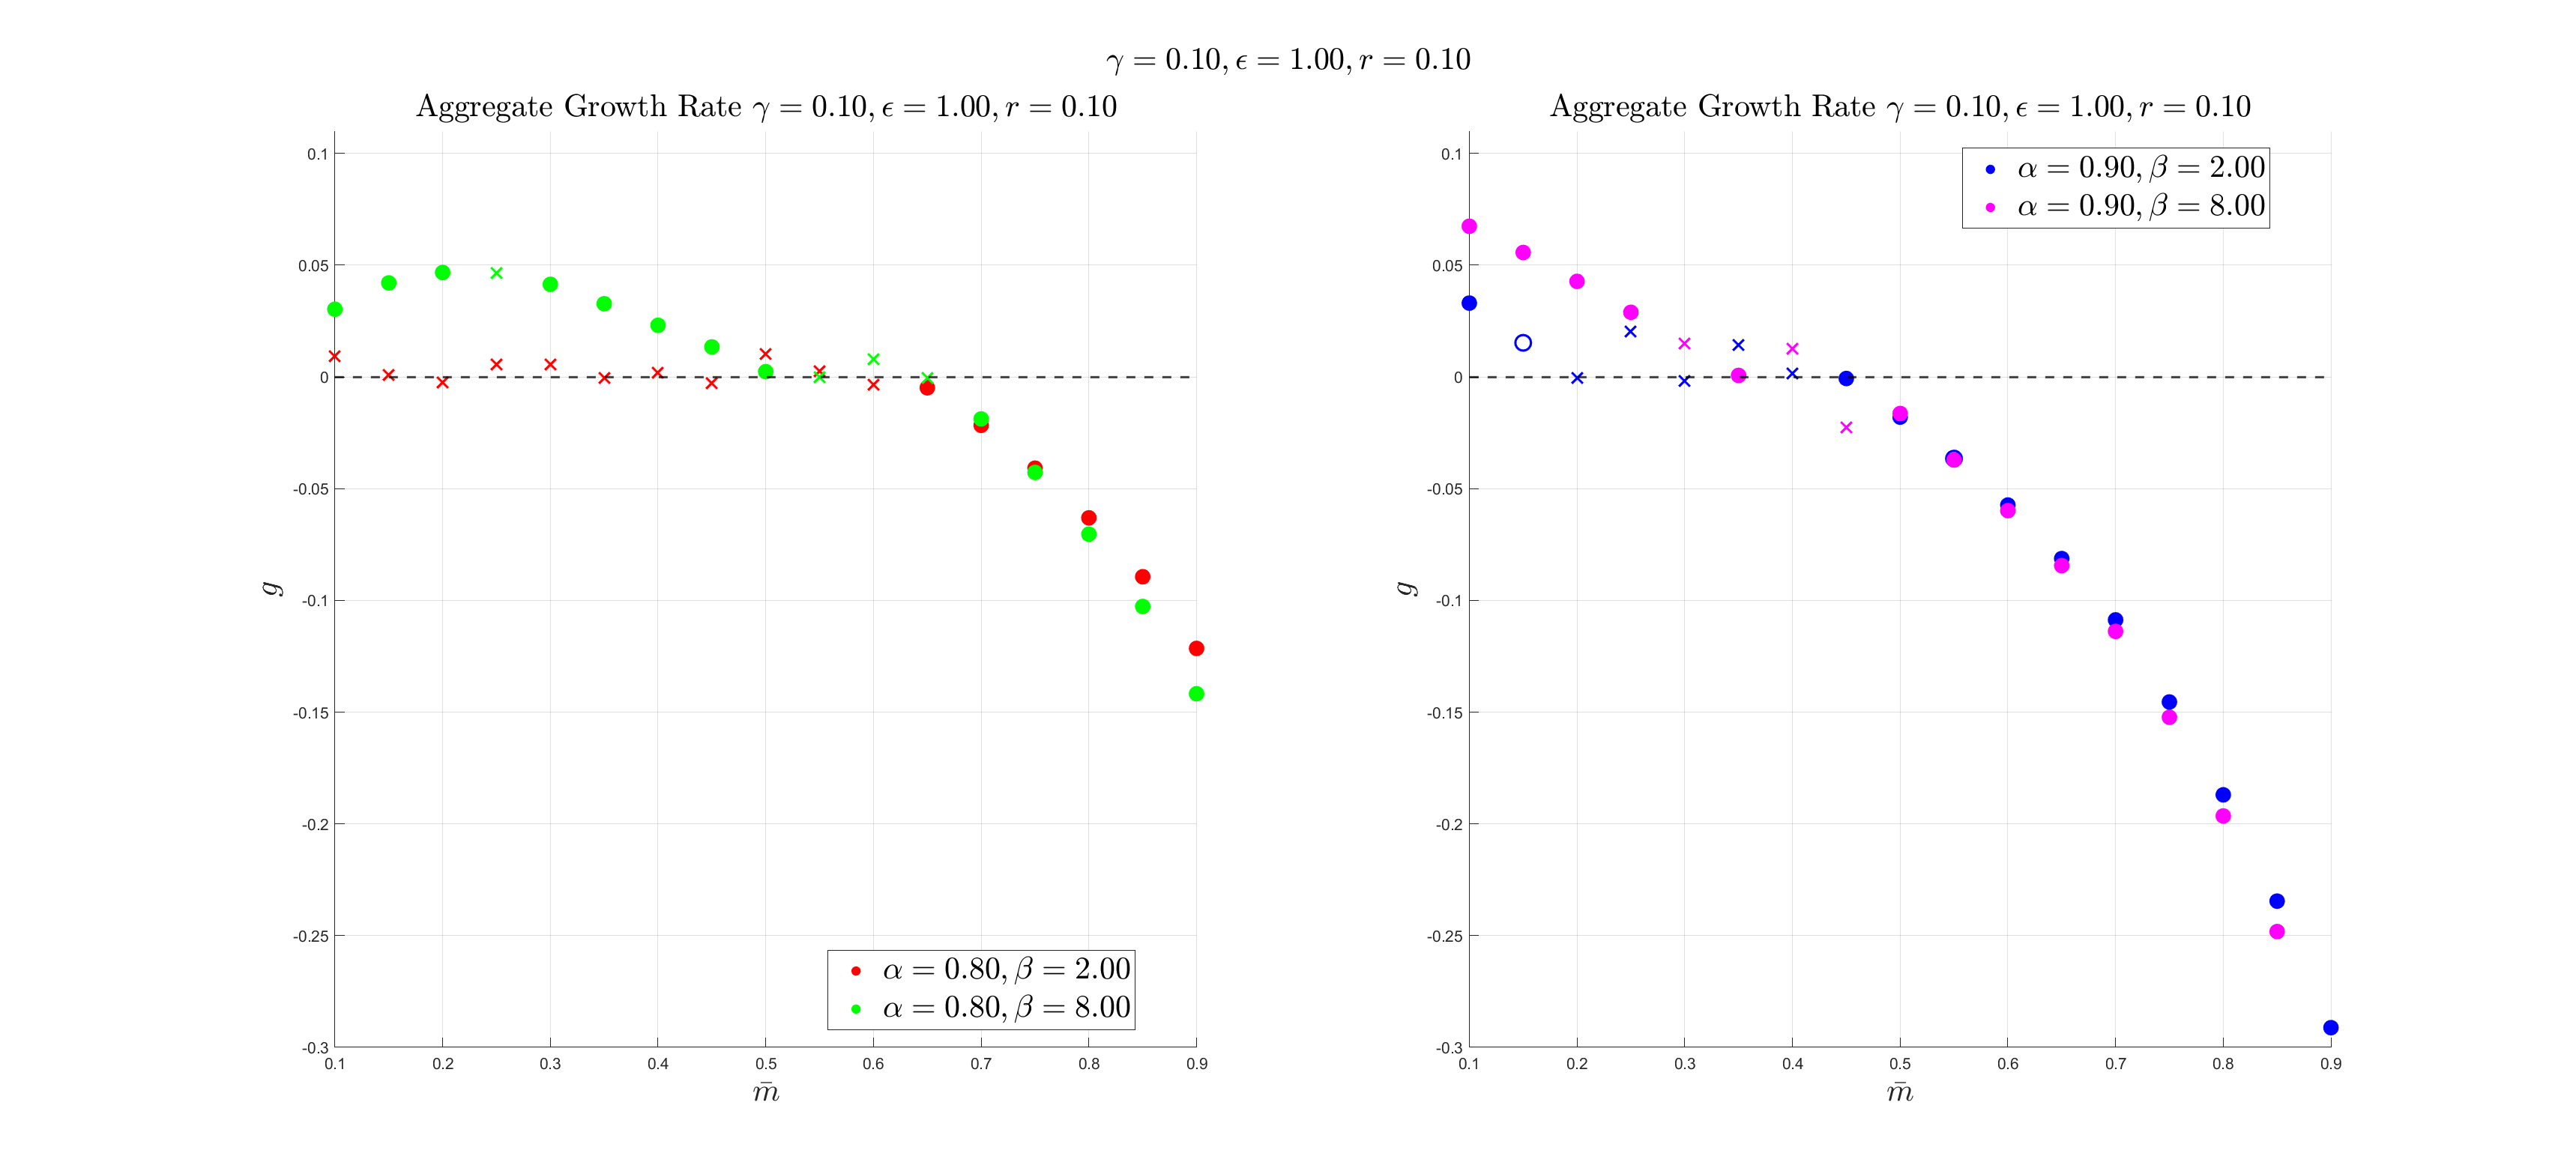 γ = 0.10, ϵ = 1.00, r = 0.10
Aggregate Growth Rate γ = 0.10, ϵ = 1.00, r = 0.10
0.1
0.05
0
-0.05
-0.1
-0.15
-0.2
-0.25
-0.3
g
α = 0.80, β = 2.00
α = 0.80, β = 8.00
0.1 0.2 0.3 0.4 0.5 0.6 0.7 0.8 0.9
m̄
Aggregate Growth Rate γ = 0.10, ϵ = 1.00, r = 0.10
α = 0.90, β = 2.00
α = 0.90, β = 8.00
0.1
0.05
0
-0.05
-0.1
-0.15
-0.2
-0.25
-0.3
g
0.1 0.2 0.3 0.4 0.5 0.6 0.7 0.8 0.9
m̄